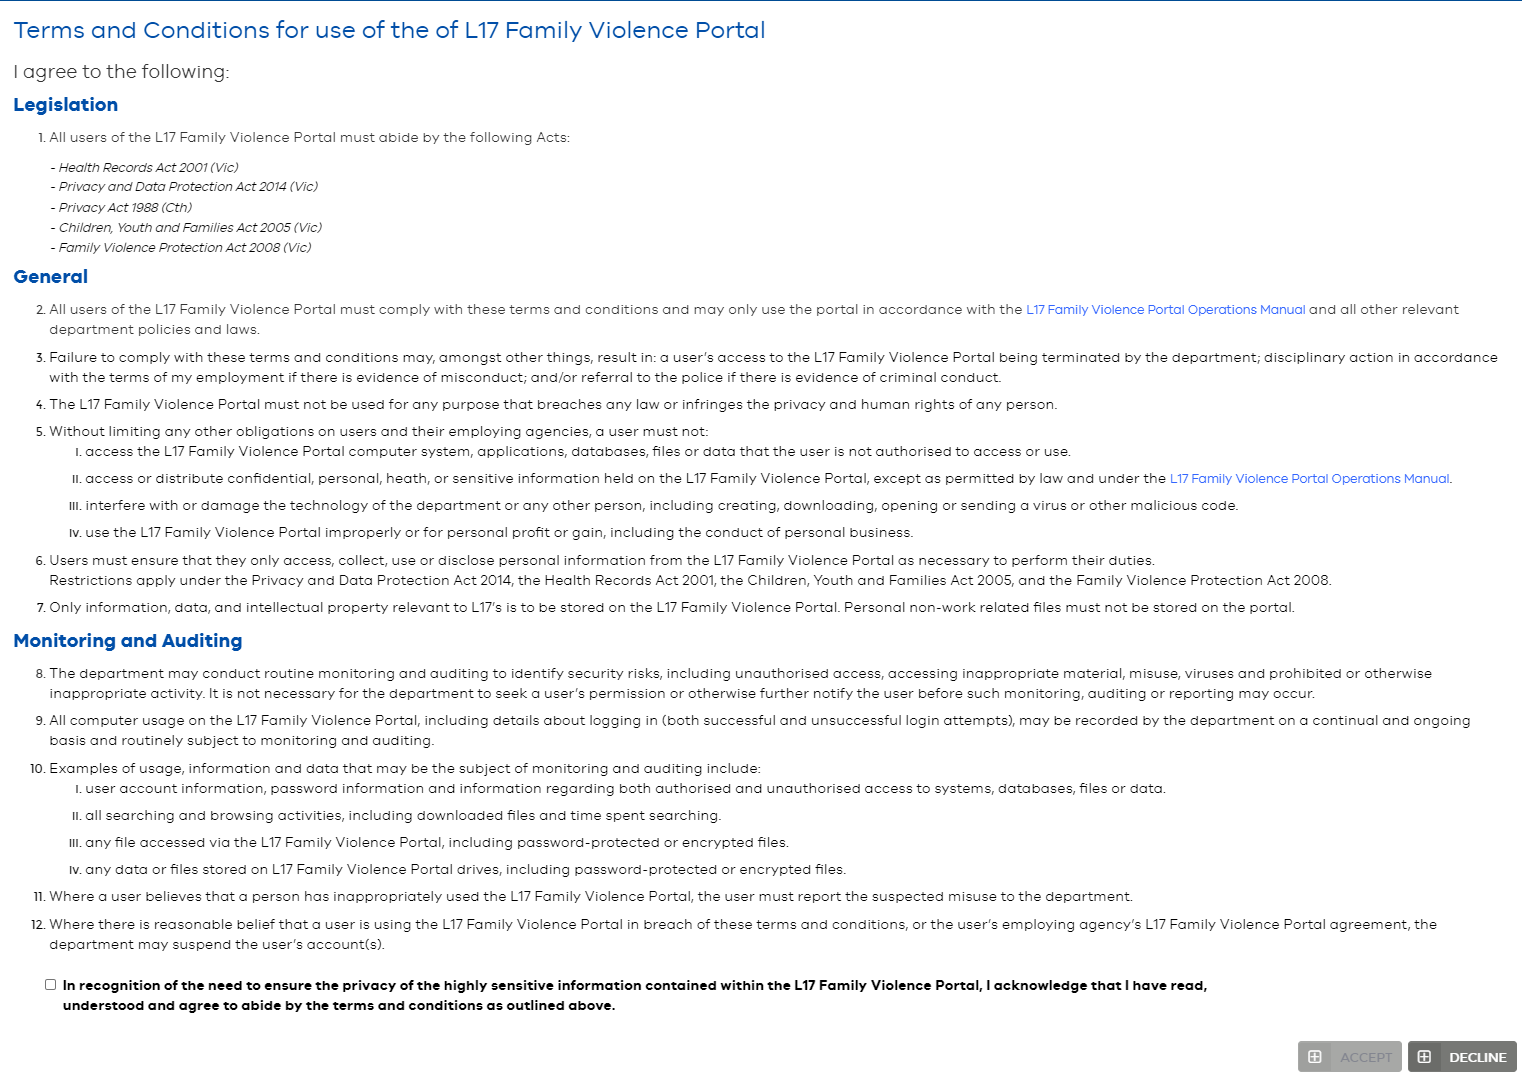 Terms and Conditions for use of the of L17 Family Violence Portal
I agree to the following:
Legislation
1. All users of the L17 Family Violence Portal must abide by the following Acts:
- Health Records Act 2001 (Vic)
- Privacy and Data Protection Act 2014 (Vic)
- Privacy Act 1988 (Cth)
- Children, Youth and Families Act 2005 (Vic)
- Family Violence Protection Act 2008 (Vic)
General
2. All users of the L17 Family Violence Portal must comply with these terms and conditions and may only use the portal in accordance with the L17 Family Violence Portal Operations Manual and all other relevant
department policies and laws.
3. Failure to comply with these terms and conditions may, amongst other things, result in: a user's access to the L17 Family Violence Portal being terminated by the department; disciplinary action in accordance
with the terms of my employment if there is evidence of misconduct; and/or referral to the police if there is evidence of criminal conduct.
4. The L17 Family Violence Portal must not be used for any purpose that breaches any law or infringes the privacy and human rights of any person.
5. Without limiting any other obligations on users and their employing agencies, a user must not:
I. access the L17 Family Violence Portal computer system, applications, databases, files or data that the user is not authorised to access or use.
II. access or distribute confidential, personal, heath, or sensitive information held on the L17 Family Violence Portal, except as permitted by law and under the L17 Family Violence Portal Operations Manual.
III. interfere with or damage the technology of the department or any other person, including creating, downloading, opening or sending a virus or other malicious code.
IV. use the L17 Family Violence Portal improperly or for personal profit or gain, including the conduct of personal business.
6. Users must ensure that they only access, collect, use or disclose personal information from the L17 Family Violence Portal as necessary to perform their duties.
Restrictions apply under the Privacy and Data Protection Act 2014, the Health Records Act 2001, the Children, Youth and Families Act 2005, and the Family Violence Protection Act 2008.
7. Only information, data, and intellectual property relevant to L17's is to be stored on the L17 Family Violence Portal. Personal non-work related files must not be stored on the portal.
Monitoring and Auditing
8. The department may conduct routine monitoring and auditing to identify security risks, including unauthorised access, accessing inappropriate material, misuse, viruses and prohibited or otherwise
inappropriate activity. It is not necessary for the department to seek a user's permission or otherwise further notify the user before such monitoring, auditing or reporting may occur.
9. All computer usage on the L17 Family Violence Portal, including details about logging in (both successful and unsuccessful login attempts), may be recorded by the department on a continual and ongoing
basis and routinely subject to monitoring and auditing.
10. Examples of usage, information and data that may be the subject of monitoring and auditing include:
I. user account information, password information and information regarding both authorised and unauthorised access to systems, databases, files or data.
II. all searching and browsing activities, including downloaded files and time spent searching.
III. any file accessed via the L17 Family Violence Portal, including password-protected or encrypted files.
IV. any data or files stored on L17 Family Violence Portal drives, including password-protected or encrypted files.
11. Where a user believes that a person has inappropriately used the L17 Family Violence Portal, the user must report the suspected misuse to the department.
12. Where there is reasonable belief that a user is using the L17 Family Violence Portal in breach of these terms and conditions, or the user's employing agency's L17 Family Violence Portal agreement, the
department may suspend the user's account(s).
In recognition of the need to ensure the privacy of the highly sensitive information contained within the L17 Family Violence Portal, I acknowledge that I have read,
understood and agree to abide by the terms and conditions as outlined above.
ACCEPT DECLINE